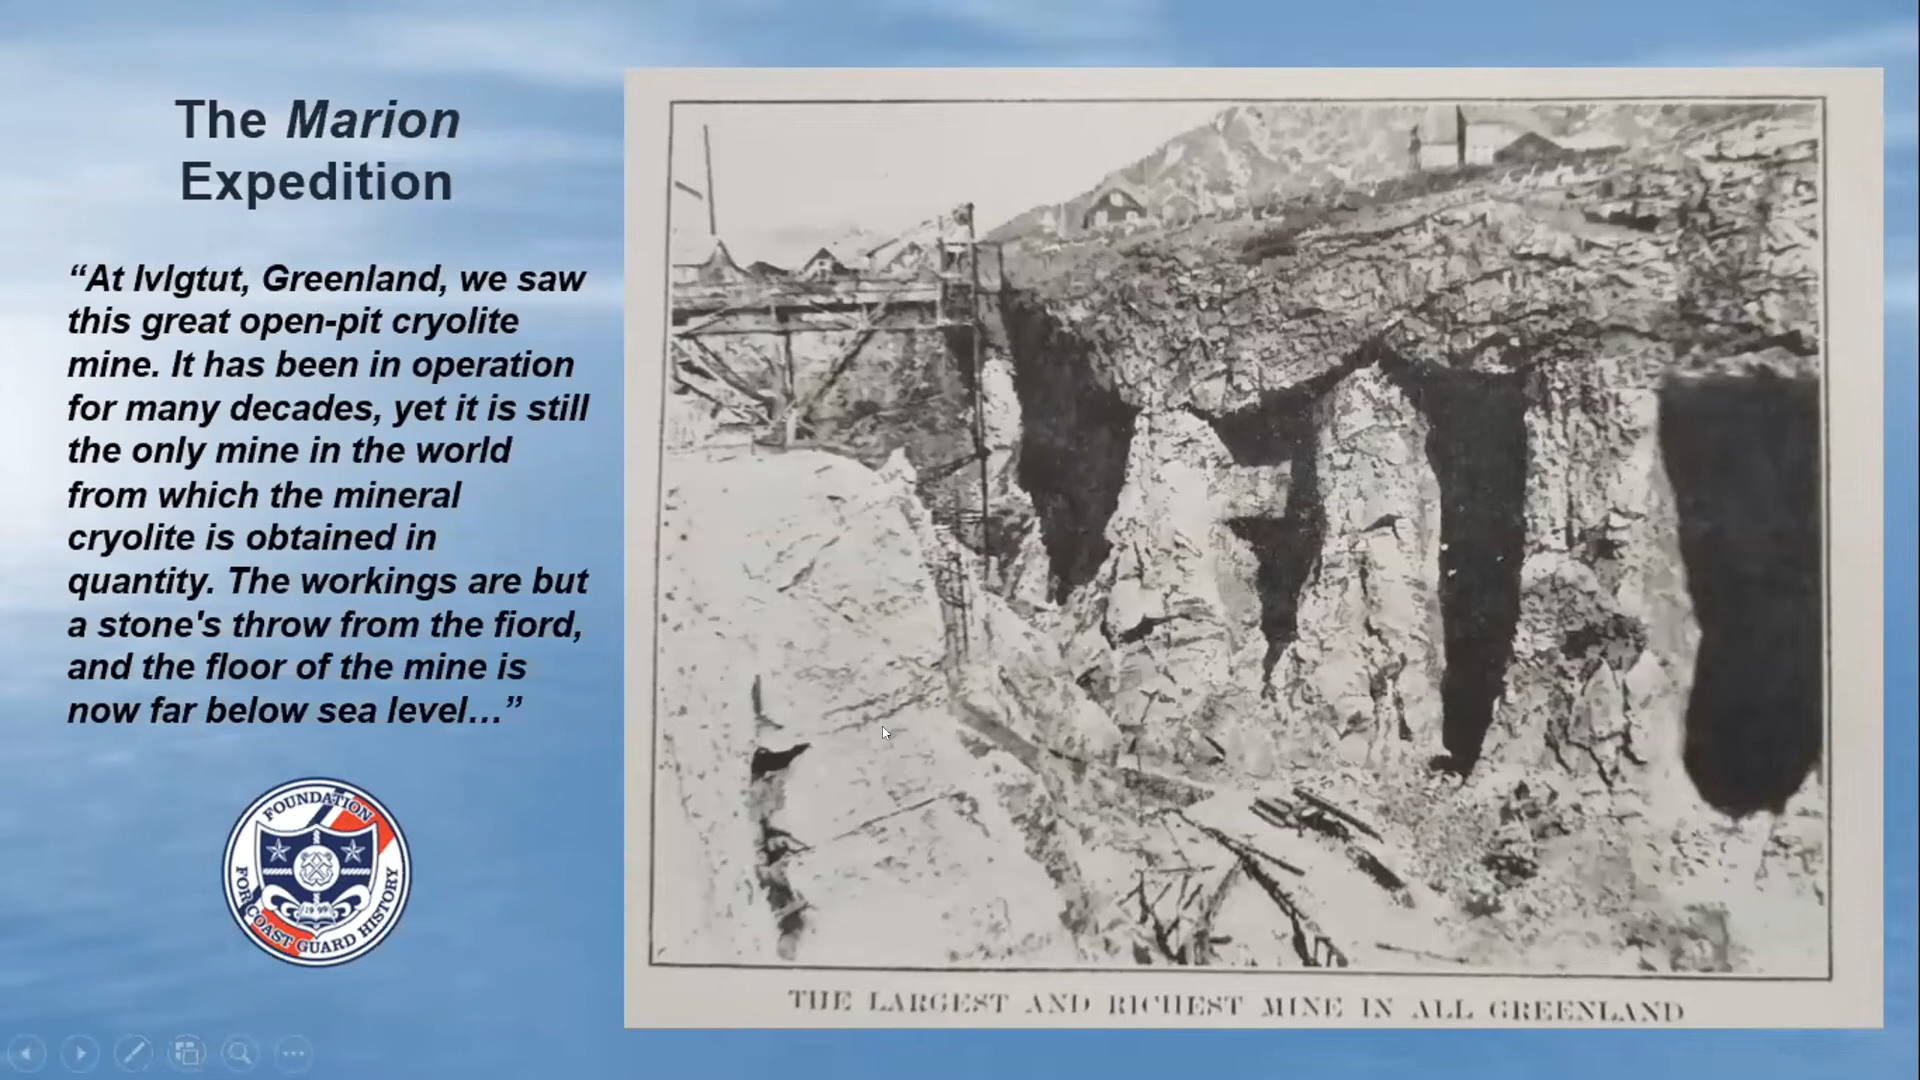 The Marion
Expedition
“At Ivlgtut, Greenland, we saw
this great open-pit cryolite
mine. It has been in operation
for many decades, yet it is still
the only mine in the world
from which the mineral
cryolite is obtained in
quantity. The workings are but
a stone's throw from the fiord,
and the floor of the mine is
now far below sea level…”
FOUNDATION
FOR COAST GUARD HISTORY
1999
THE LARGEST AND RICHEST MINE IN ALL GREENLAND